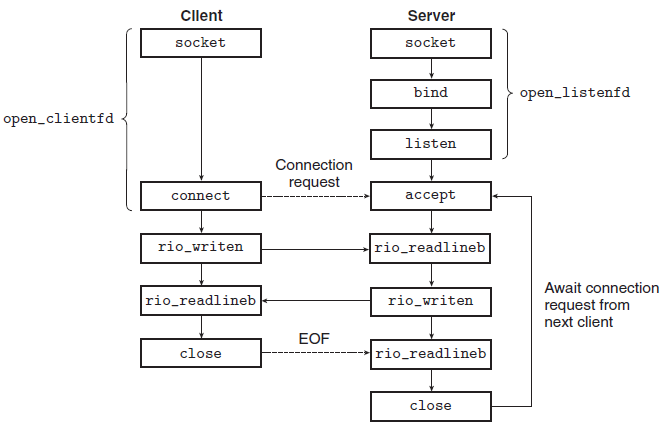 Client
Server
socket
socket
bind
open_listenfd
open_clientfd
listen
Connection
request
connect
accept
rio_writen
rio_readlineb
rio_readlineb
rio_writen
Await connection
request from
next client
EOF
close
rio_readlineb
close